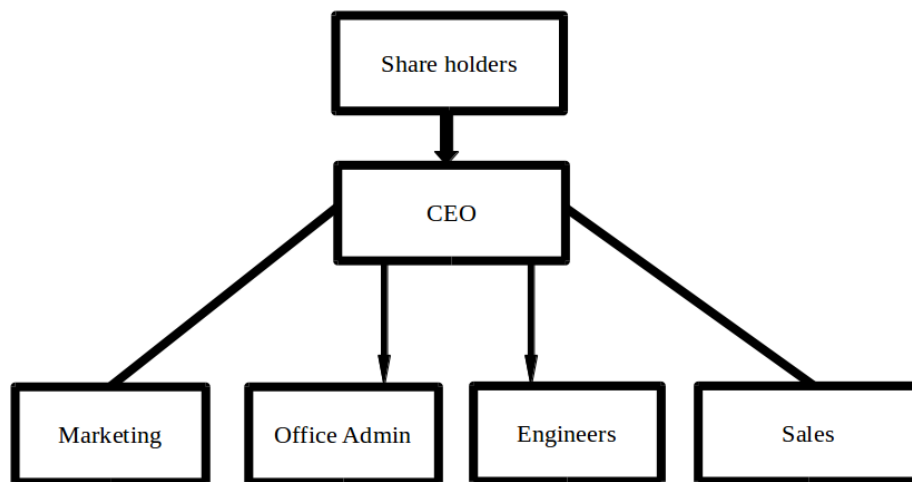 Share holders
CEO
Marketing
Office Admin
Engineers
Sales